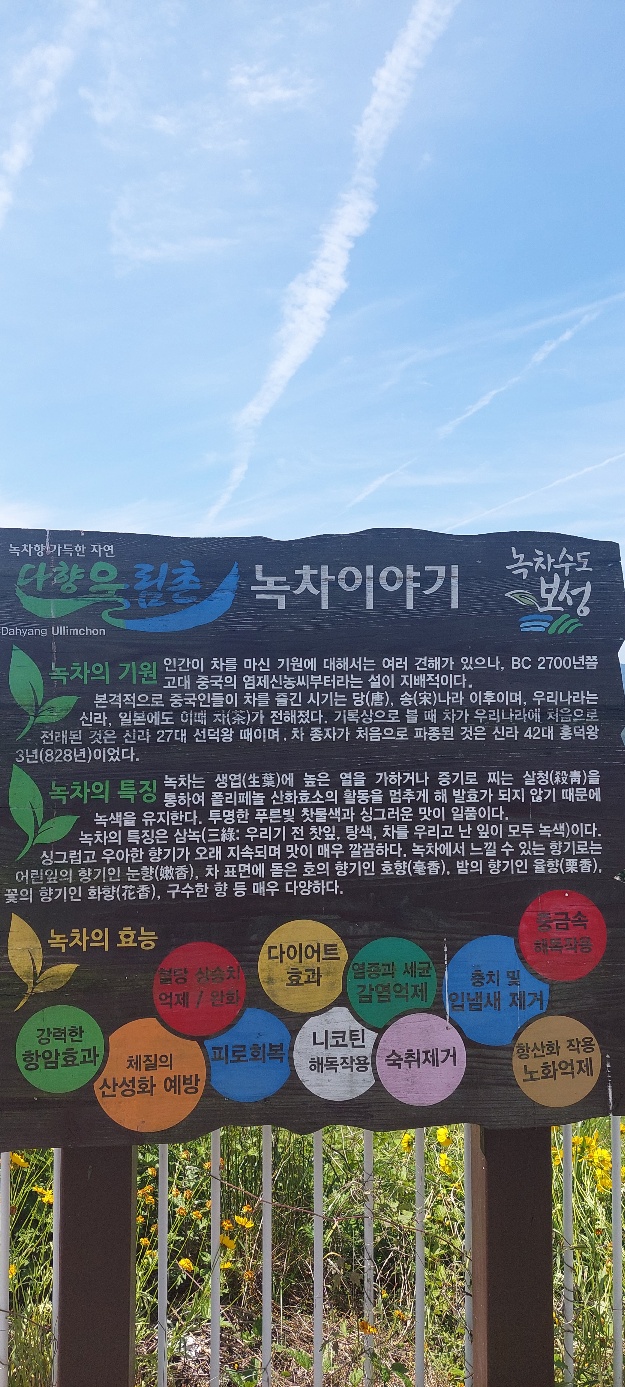 녹차향 가득한 자연
다향울림촌
Dahyang Ullimchon
녹차이야기
녹차수도
보성
녹차의 기원
인간이 차를 마신 기원에 대해서는 여러 견해가 있으나, BC 2700년쯤
고대 중국의 염제신농씨부터라는 설이 지배적이다.
본격적으로 중국인들이 차를 즐긴 시기는 당(唐), 송(宋)나라 이후이며, 우리나라는
신라, 일본에도 이때 차(茶)가 전해졌다. 기록상으로 볼 때 차가 우리나라에 처음으로
전래된 것은 신라 27대 선덕왕 때이며, 차 종자가 처음으로 파종된 것은 신라 42대 흥덕왕
3년(828년)이었다.
녹차의 특징
녹차는 생엽(生葉)에 높은 열을 가하거나 증기로 찌는 살청(殺靑)을
통하여 폴리페놀 산화효소의 활동을 멈추게 해 발효가 되지 않기 때문에
녹색을 유지한다. 투명한 푸른빛 찻물색과 싱그러운 맛이 일품이다.
녹차의 특징은 삼녹(三綠: 우리기 전 찻잎, 탕색, 차를 우리고 난 잎이 모두 녹색)이다.
싱그럽고 우아한 향기가 오래 지속되며 맛이 매우 깔끔하다. 녹차에서 느낄 수 있는 향기로는
어린잎의 향기인 눈향(嫩香), 차 표면에 돋은 호의 향기인 호향(毫香), 밤의 향기인 율향(栗香),
꽃의 향기인 화향(花香), 구수한 향 등 매우 다양하다.
녹차의 효능
중금속
해독작용
다이어트
효과
혈당 상승치
억제 / 완화
염증과 세균
감염억제
충치 및
입냄새 제거
강력한
항암효과
체질의
산성화 예방
피로회복
니코틴
해독작용
숙취제거
항산화 작용
노화억제